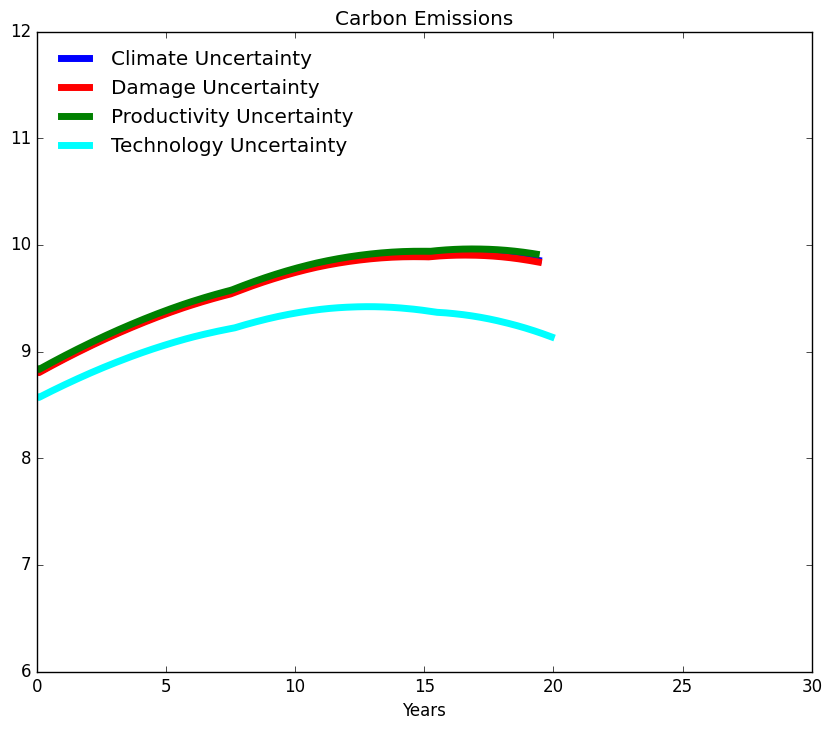 Carbon Emissions
12
Climate Uncertainty
Damage Uncertainty
Productivity Uncertainty
Technology Uncertainty
11
10
9
8
7
6
0 5 10 15 20 25 30
Years